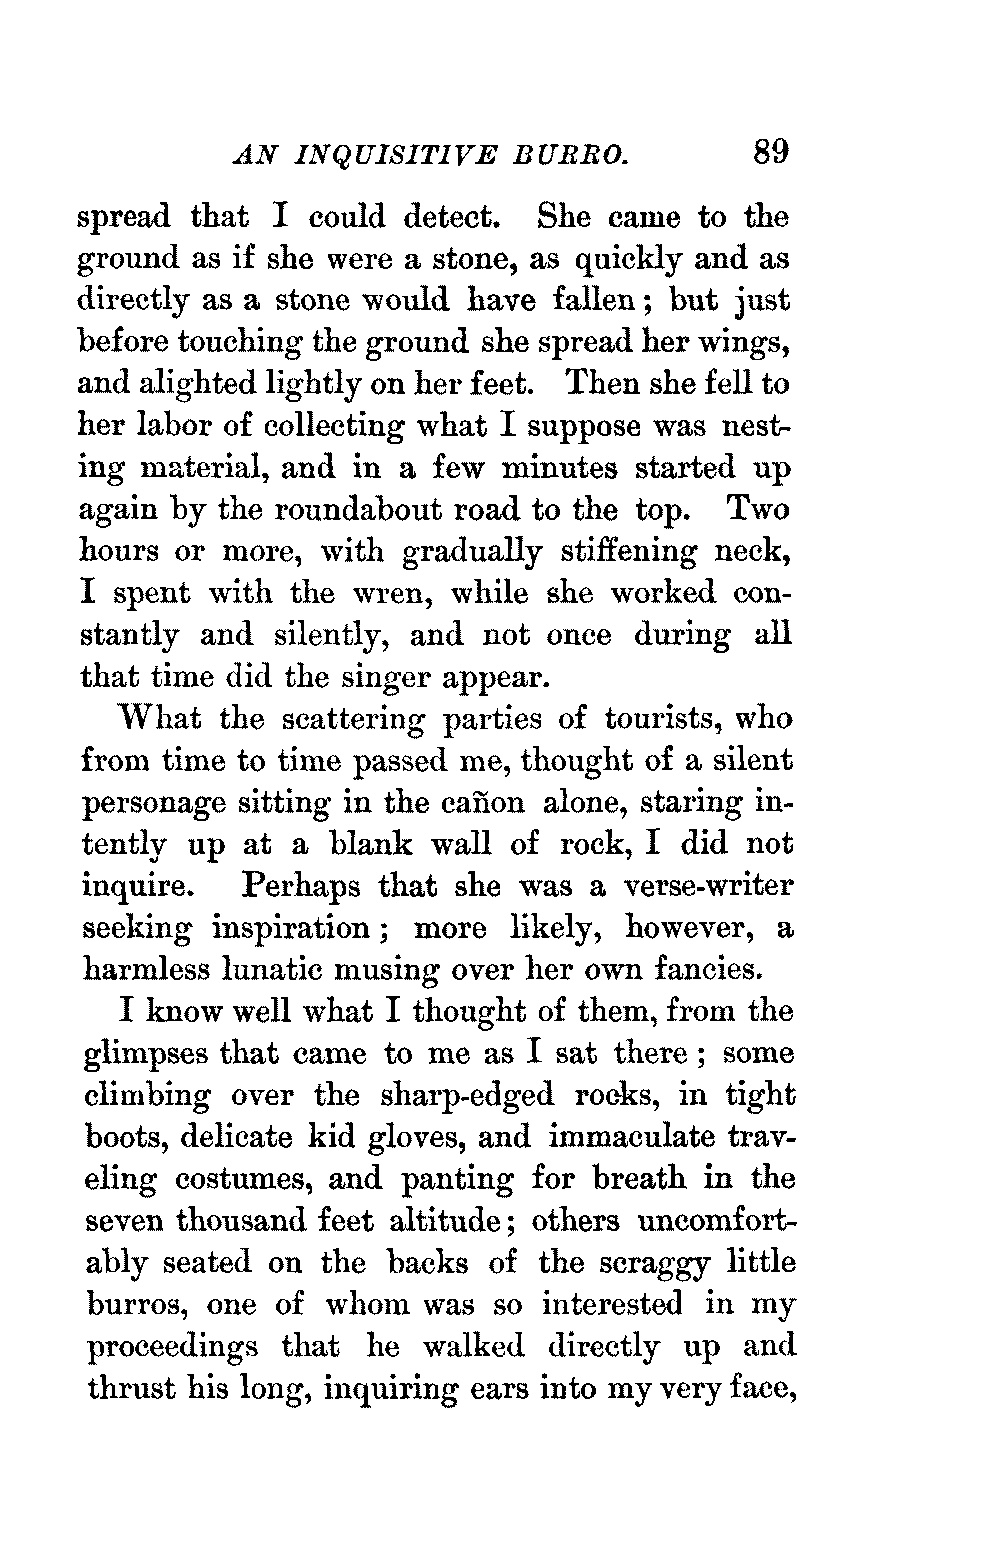 AN INQUISITIVE BURRO. 89
spread that I could detect. She came to the
ground as if she were a stone, as quickly and as
directly as a stone would have fallen; but just
before touching the ground she spread her wings,
and alighted lightly on her feet. Then she fell to
her labor of collecting what I suppose was nest-
ing material, and in a few minutes started up
again by the roundabout road to the top. Two
hours or more, with gradually stiffening neck,
I spent with the wren, while she worked con-
stantly and silently, and not once during all
that time did the singer appear.
What the scattering parties of tourists, who
from time to time passed me, thought of a silent
personage sitting in the cañon alone, staring in-
tently up at a blank wall of rock, I did not
inquire. Perhaps that she was a verse-writer
seeking inspiration; more likely, however, a
harmless lunatic musing over her own fancies.
I know well what I thought of them, from the
glimpses that came to me as I sat there; some
climbing over the sharp-edged rocks, in tight
boots, delicate kid gloves, and immaculate trav-
eling costumes, and panting for breath in the
seven thousand feet altitude; others uncomfort-
ably seated on the backs of the scraggy little
burros, one of whom was so interested in my
proceedings that he walked directly up and
thrust his long, inquiring ears into my very face,